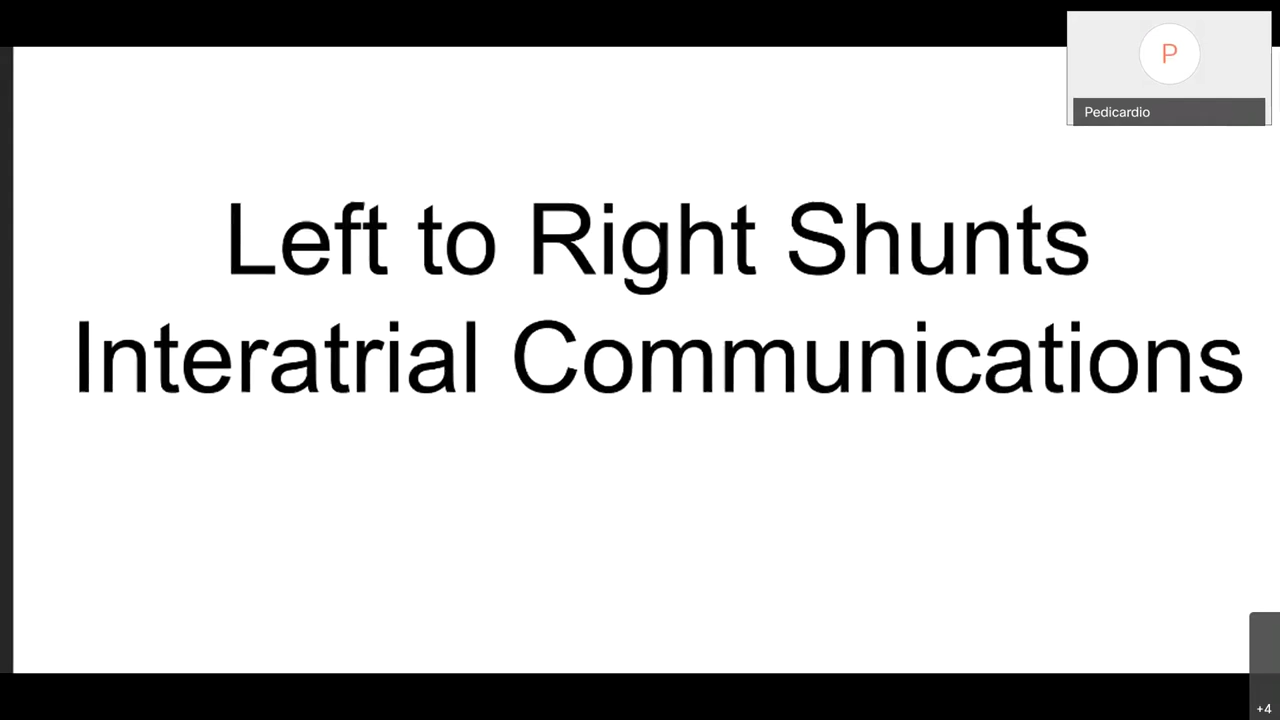 P
Pedicardio
Left to Right Shunts
Interatrial Communications
+4